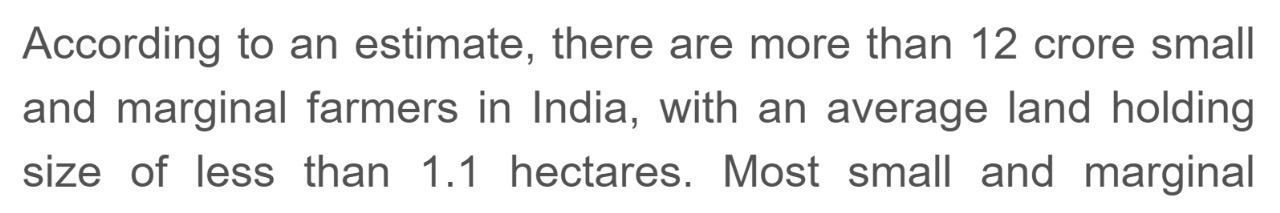 According to an estimate, there are more than 12 crore small
and marginal farmers in India, with an average land holding
size of less than 1.1 hectares. Most small and marginal